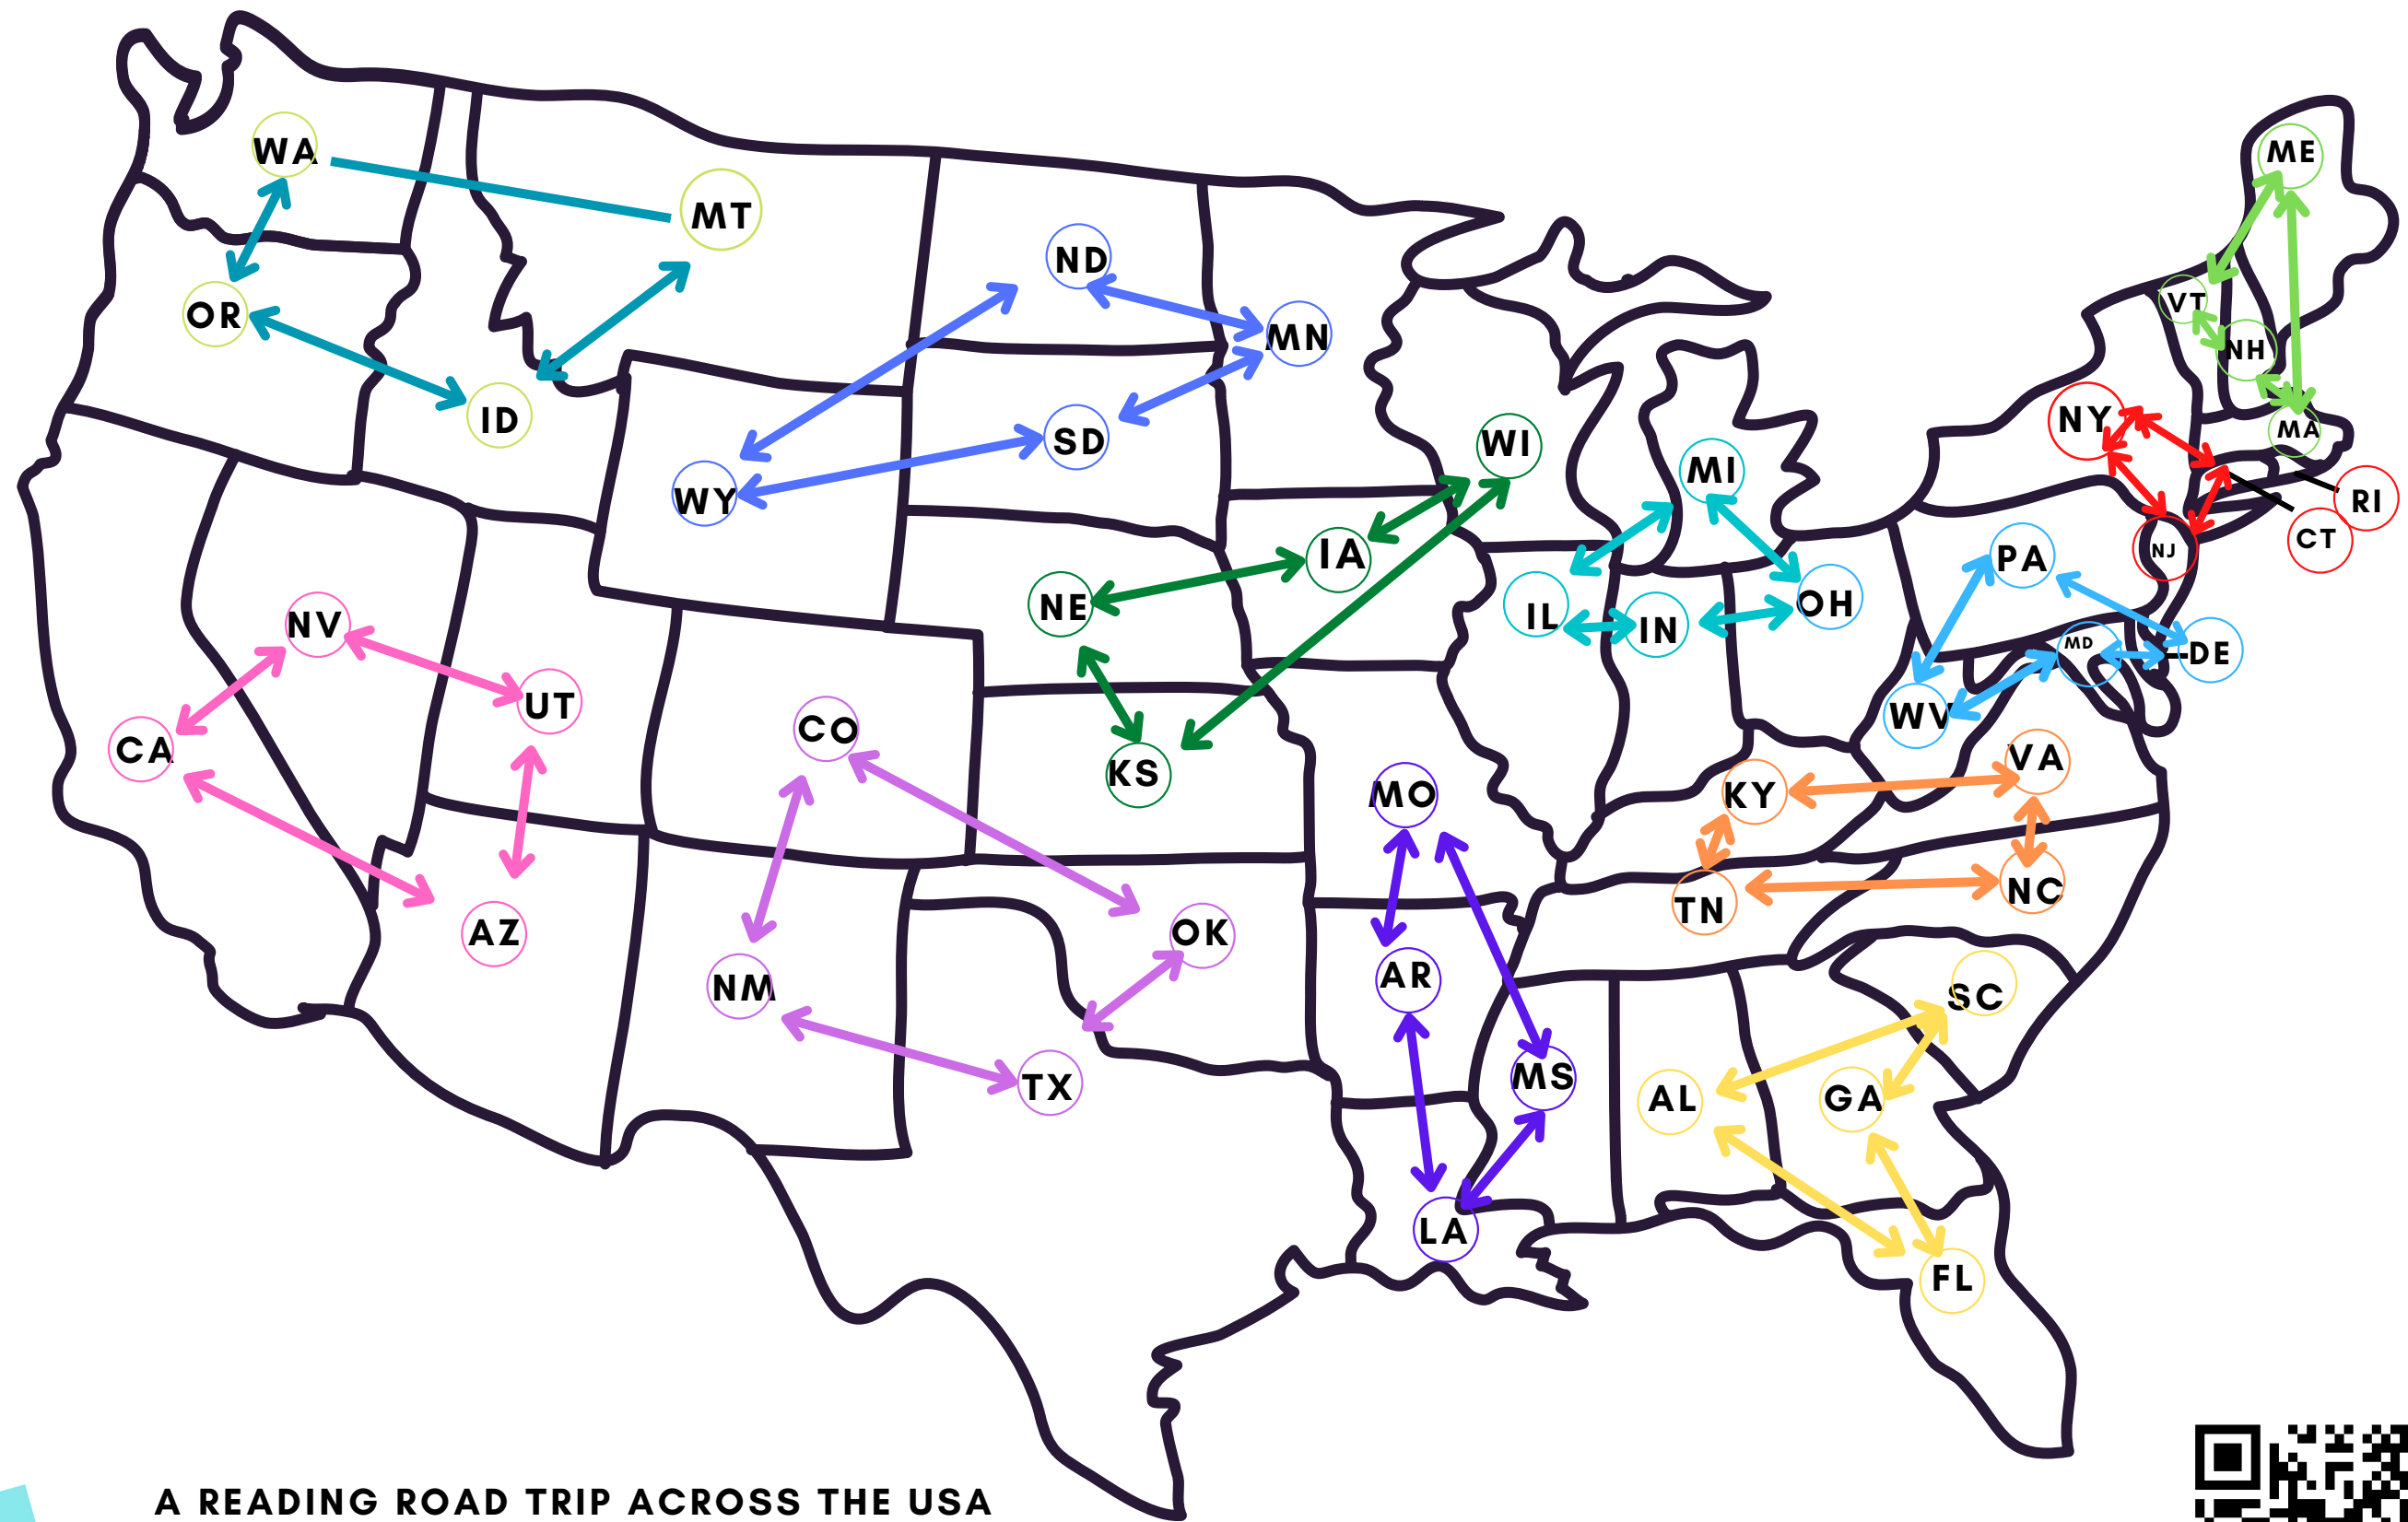 WA
MT
ME
ND
VT
OR
MN
NH
ID
NY
MA
WI
SD
MI
WY
RI
CT
IA
NJ
PA
NE
IL
IN
OH
NV
MD
DE
UT
WV
CO
CA
KS
VA
MO
KY
NC
TN
OK
AZ
AR
NM
SC
MS
TX
AL
GA
LA
FL
A READING ROAD TRIP ACROSS THE USA